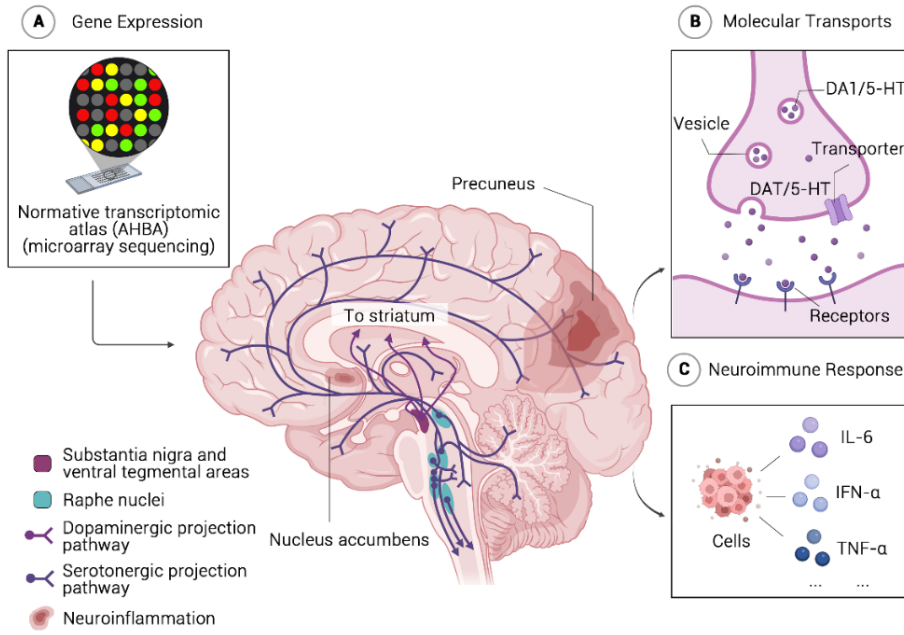 A Gene Expression
Normative transcriptomic
atlas (AHBA)
(microarray sequencing)
Precuneus
To striatum
Nucleus accumbens
Substantia nigra and
ventral tegmental areas
Raphe nuclei
Dopaminergic projection
pathway
Serotonergic projection
pathway
Neuroinflammation
B Molecular Transports
DA1/5-HT
Vesicle
Transporter
DAT/5-HT
Receptors
C Neuroimmune Response
IL-6
IFN-α
TNF-α
Cells
... ...